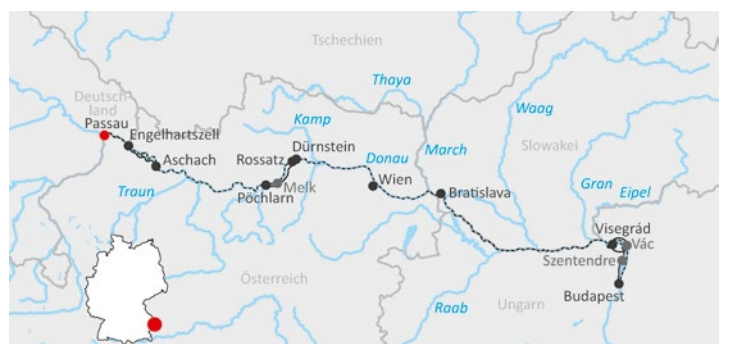 Tschechien
Thaya
Deutsch-
land
Passau
Waag
Kamp
Engelhartszell
Slowakei
Dürnstein
March
Rossatz
Donau
Aschach
Gran
Eipel
Wien
Melk
Traun
Bratislava
Pöchlarn
Visegrád
Vác
Szentendre
Österreich
Budapest
Raab
Ungarn